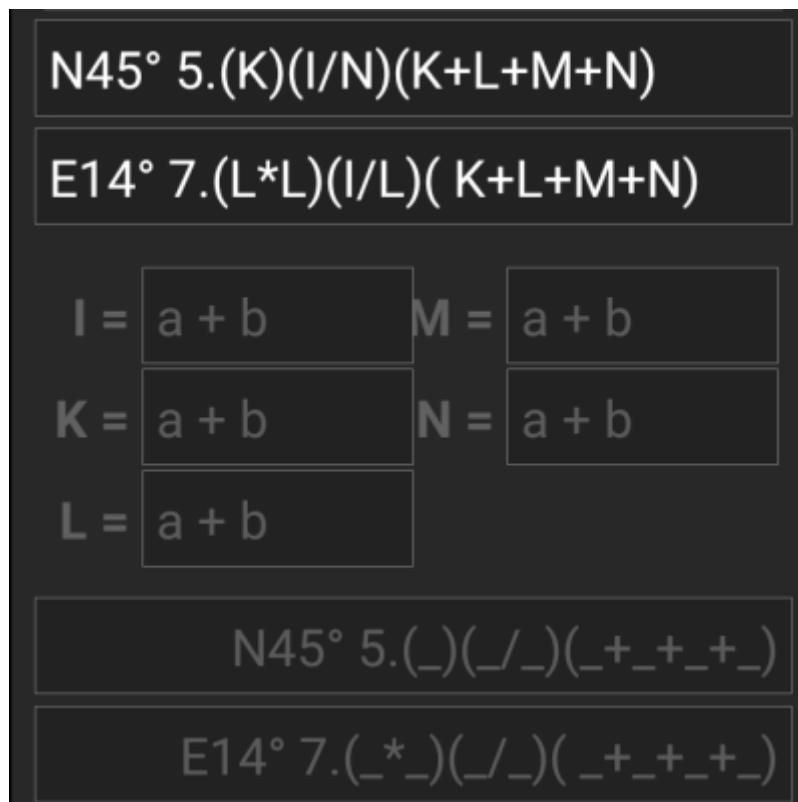 N45° 5.(K)(I/N)(K+L+M+N)
E14° 7.(L*L)(I/L)( K+L+M+N)
I = a + b M = a + b
K = a + b N = a + b
L = a + b
N45° 5.(_)(_/_)(_+_+_+_)
E14° 7.(_*_)(_/_)( _+_+_+_)